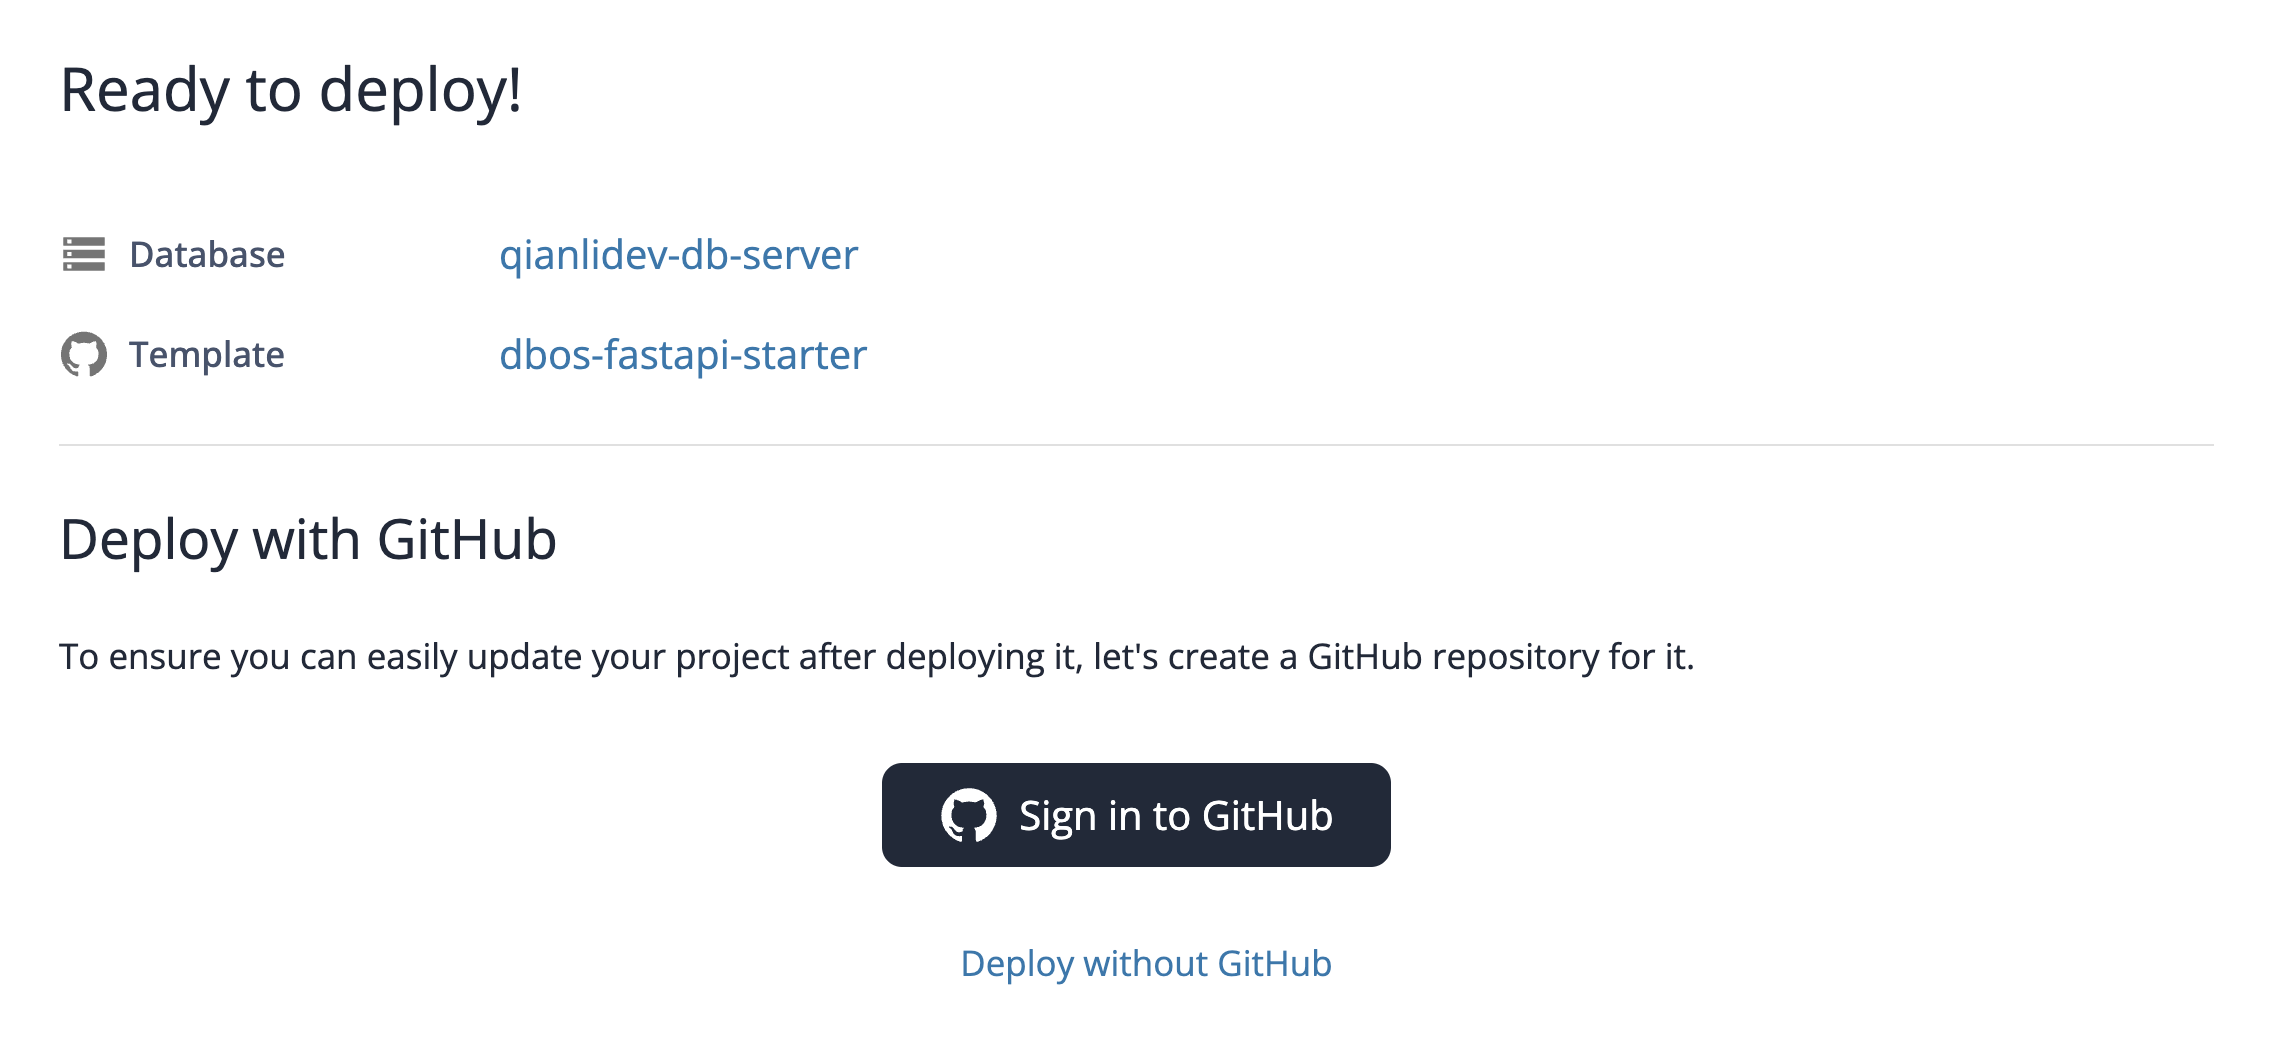 Ready to deploy!
Database qianlidev-db-server
Template dbos-fastapi-starter
Deploy with GitHub
To ensure you can easily update your project after deploying it, let's create a GitHub repository for it.
Sign in to GitHub
Deploy without GitHub